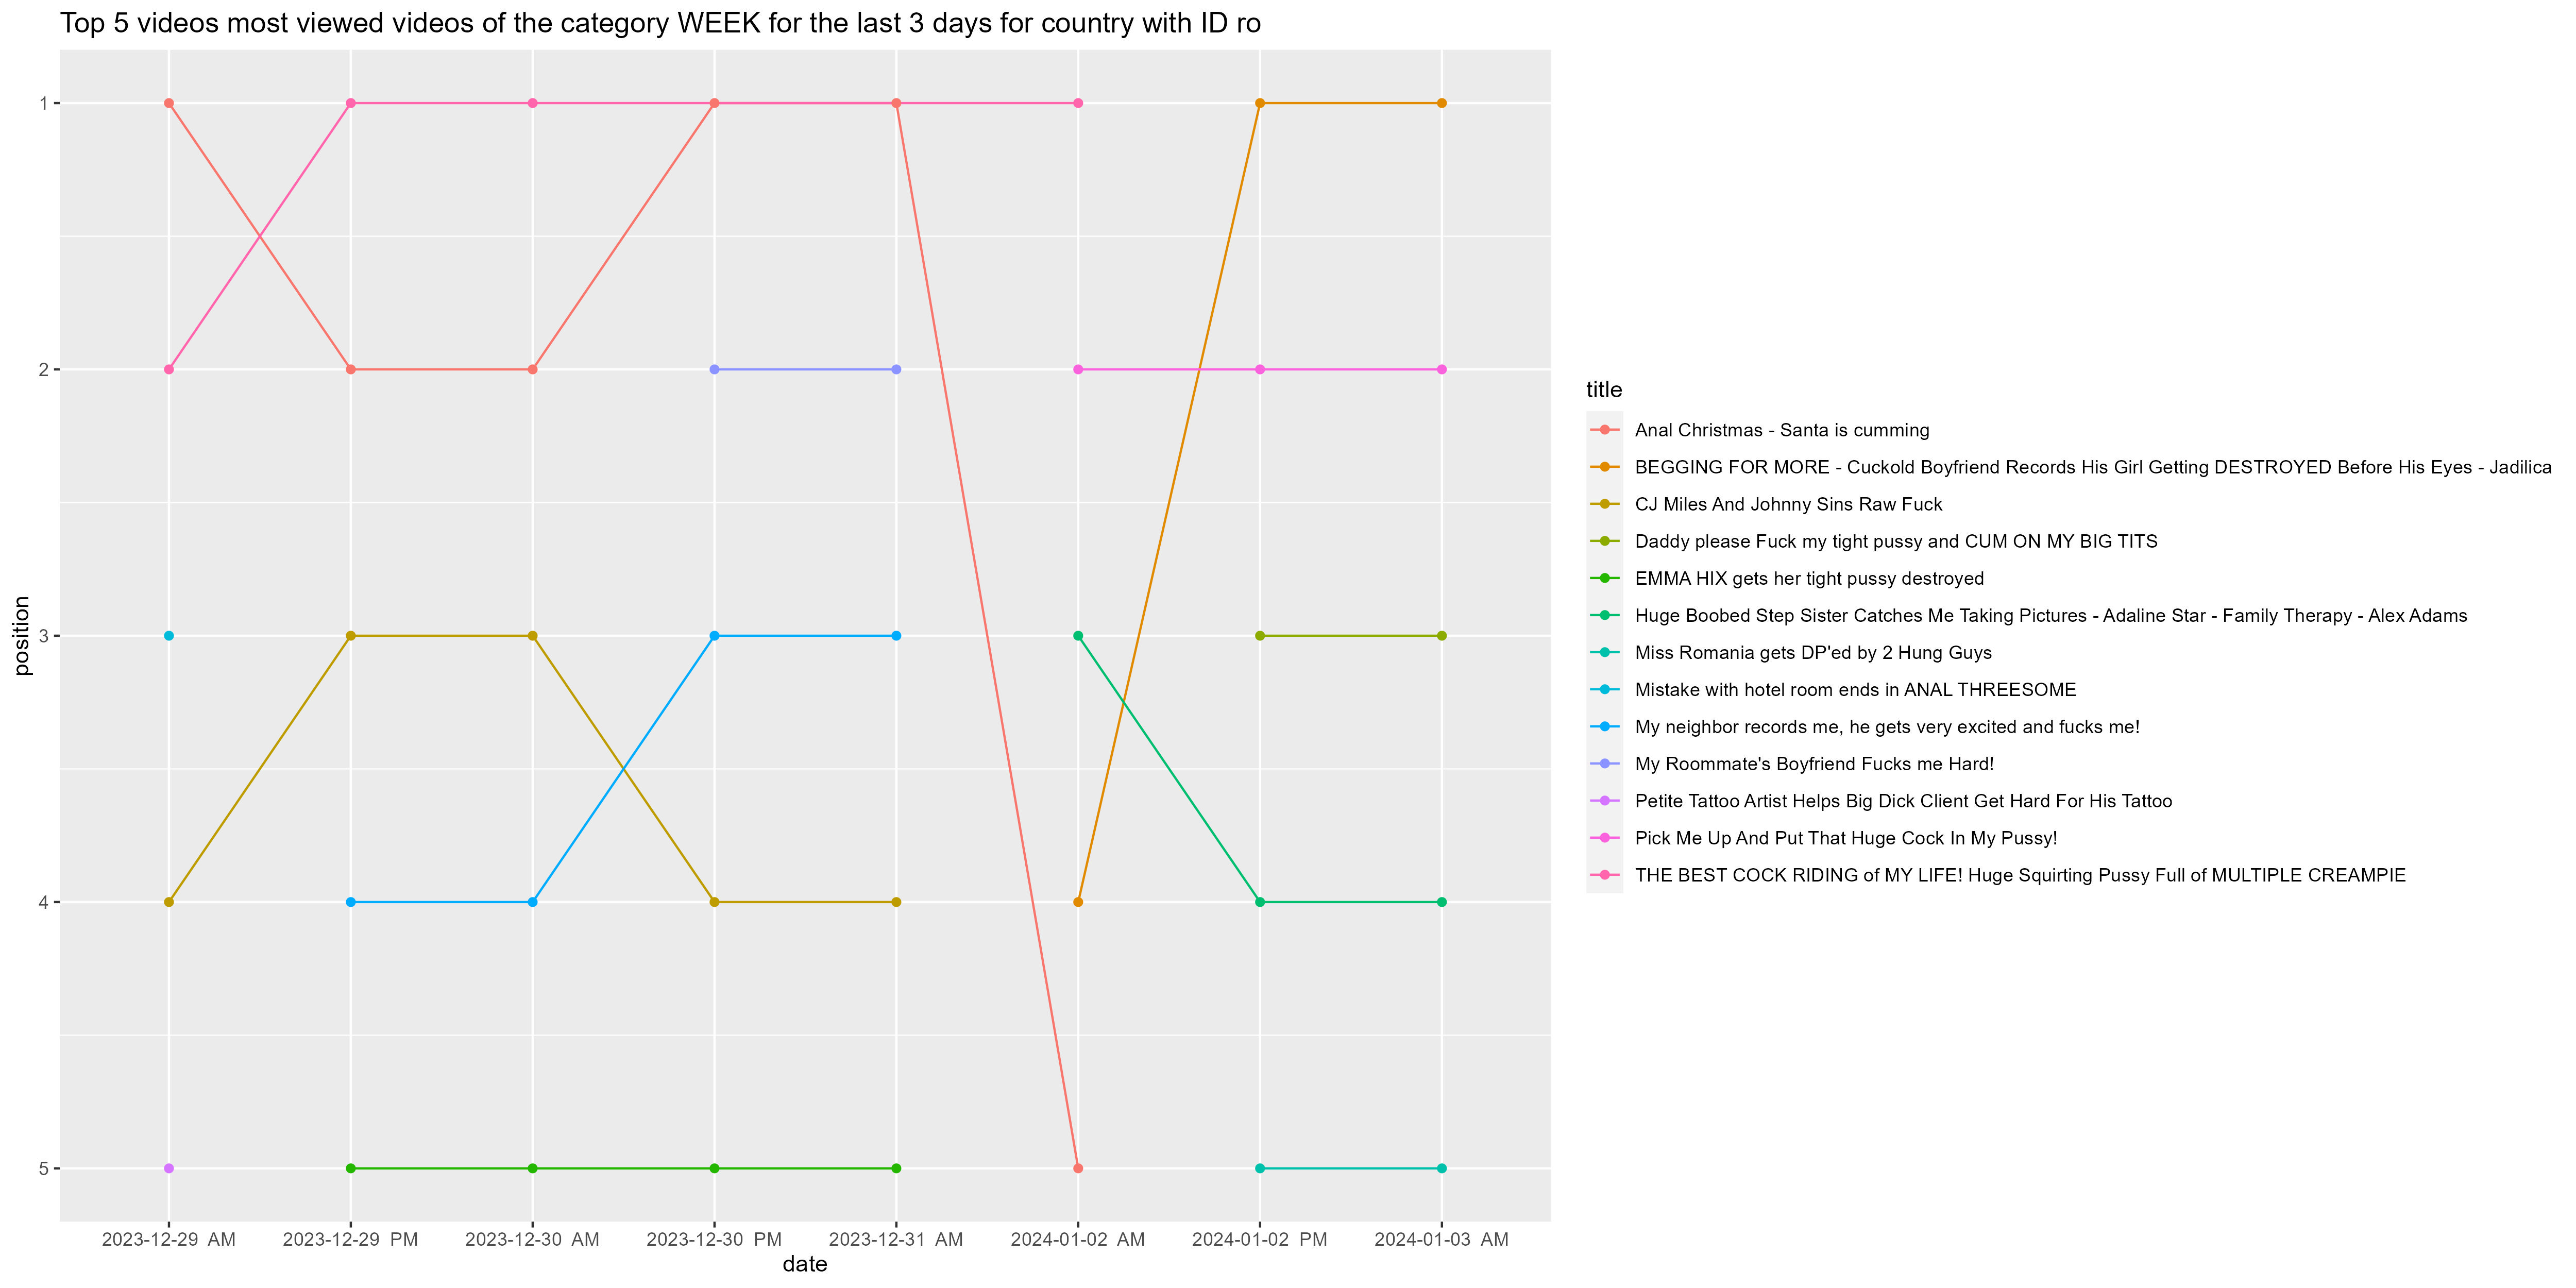 Top 5 videos most viewed videos of the category WEEK for the last 3 days for country with ID ro
1
2
3
4
5
position
2023-12-29 AM
2023-12-29 PM
2023-12-30 AM
2023-12-30 PM
2023-12-31 AM
2024-01-02 AM
2024-01-02 PM
2024-01-03 AM
date
title
Anal Christmas - Santa is cumming
BEGGING FOR MORE - Cuckold Boyfriend Records His Girl Getting DESTROYED Before His Eyes - Jadilica
CJ Miles And Johnny Sins Raw Fuck
Daddy please Fuck my tight pussy and CUM ON MY BIG TITS
EMMA HIX gets her tight pussy destroyed
Huge Boobed Step Sister Catches Me Taking Pictures - Adaline Star - Family Therapy - Alex Adams
Miss Romania gets DP'ed by 2 Hung Guys
Mistake with hotel room ends in ANAL THREESOME
My neighbor records me, he gets very excited and fucks me!
My Roommate's Boyfriend Fucks me Hard!
Petite Tattoo Artist Helps Big Dick Client Get Hard For His Tattoo
Pick Me Up And Put That Huge Cock In My Pussy!
THE BEST COCK RIDING of MY LIFE! Huge Squirting Pussy Full of MULTIPLE CREAMPIE